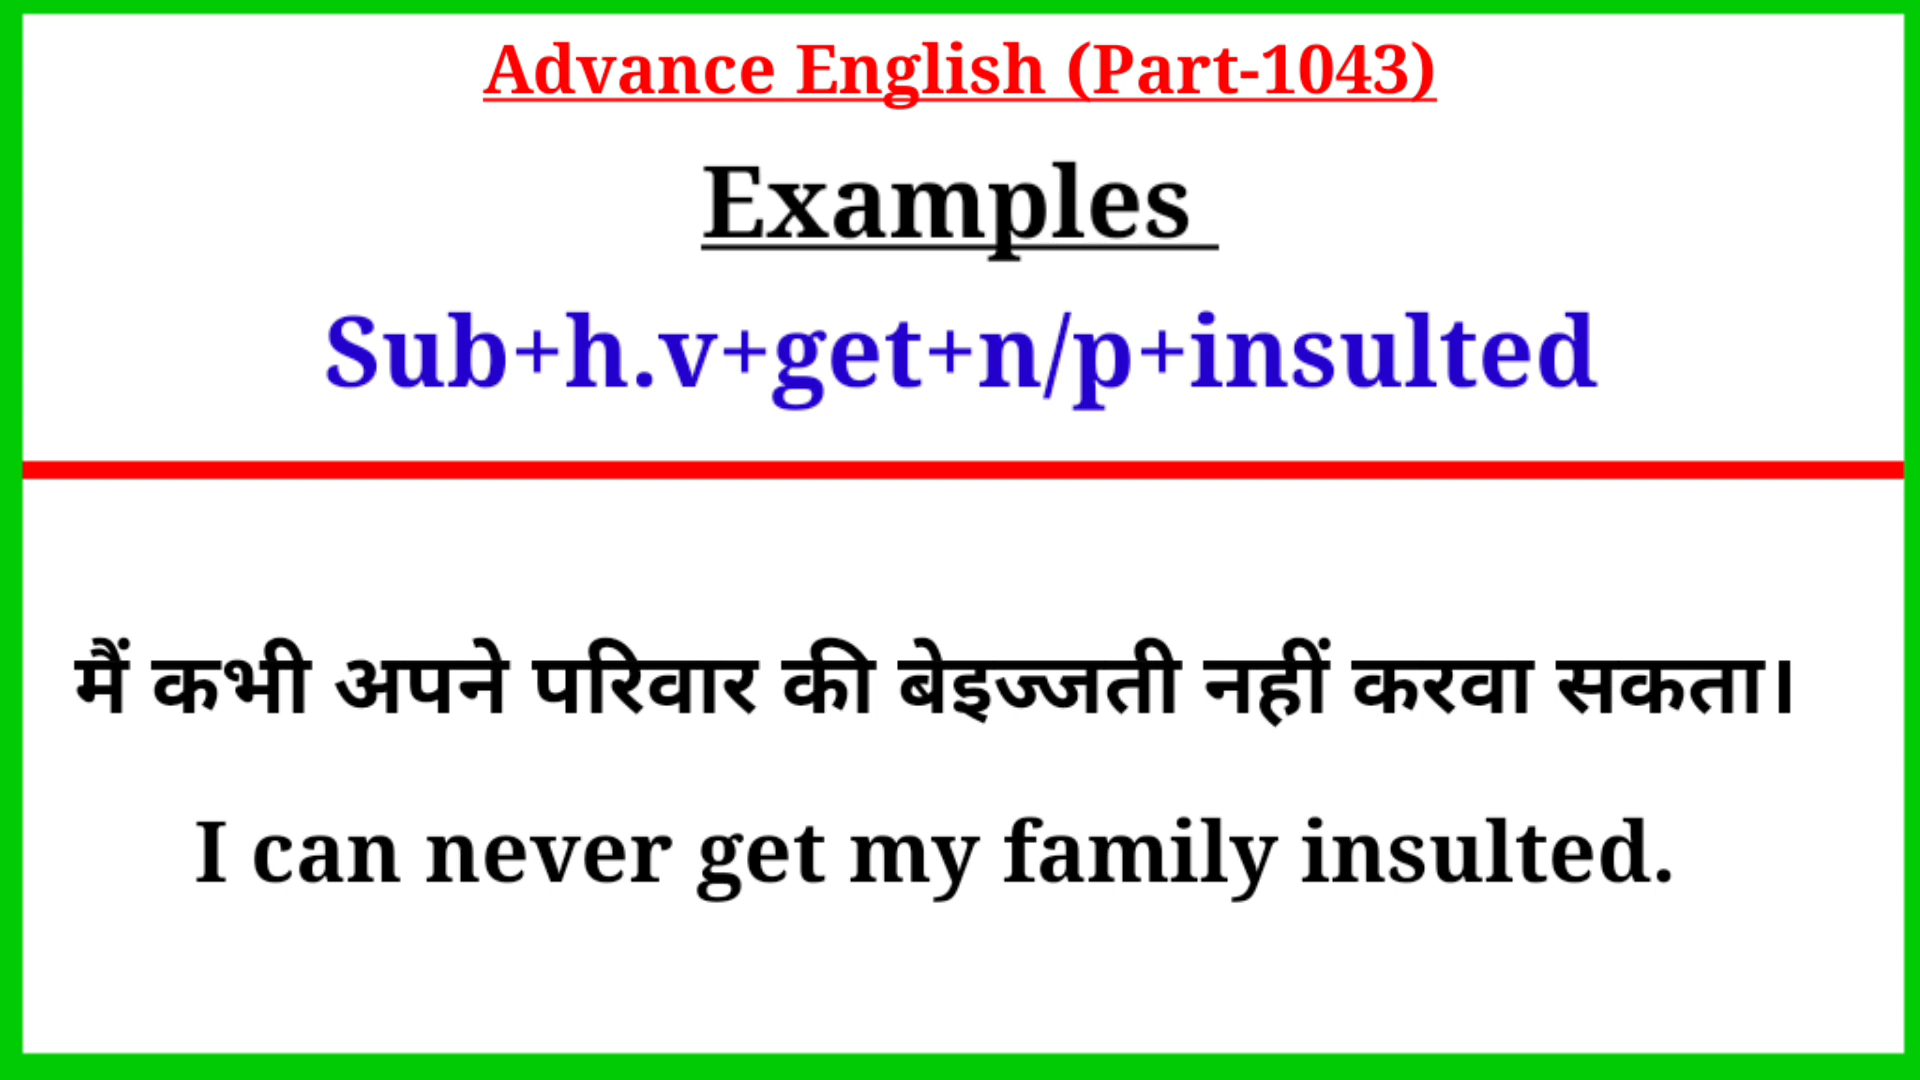 Advance English (Part-1043)
Examples
Sub+h.v+get+n/p+insulted
मैं कभी अपने परिवार की बेइज्जती नहीं करवा सकता।
I can never get my family insulted.